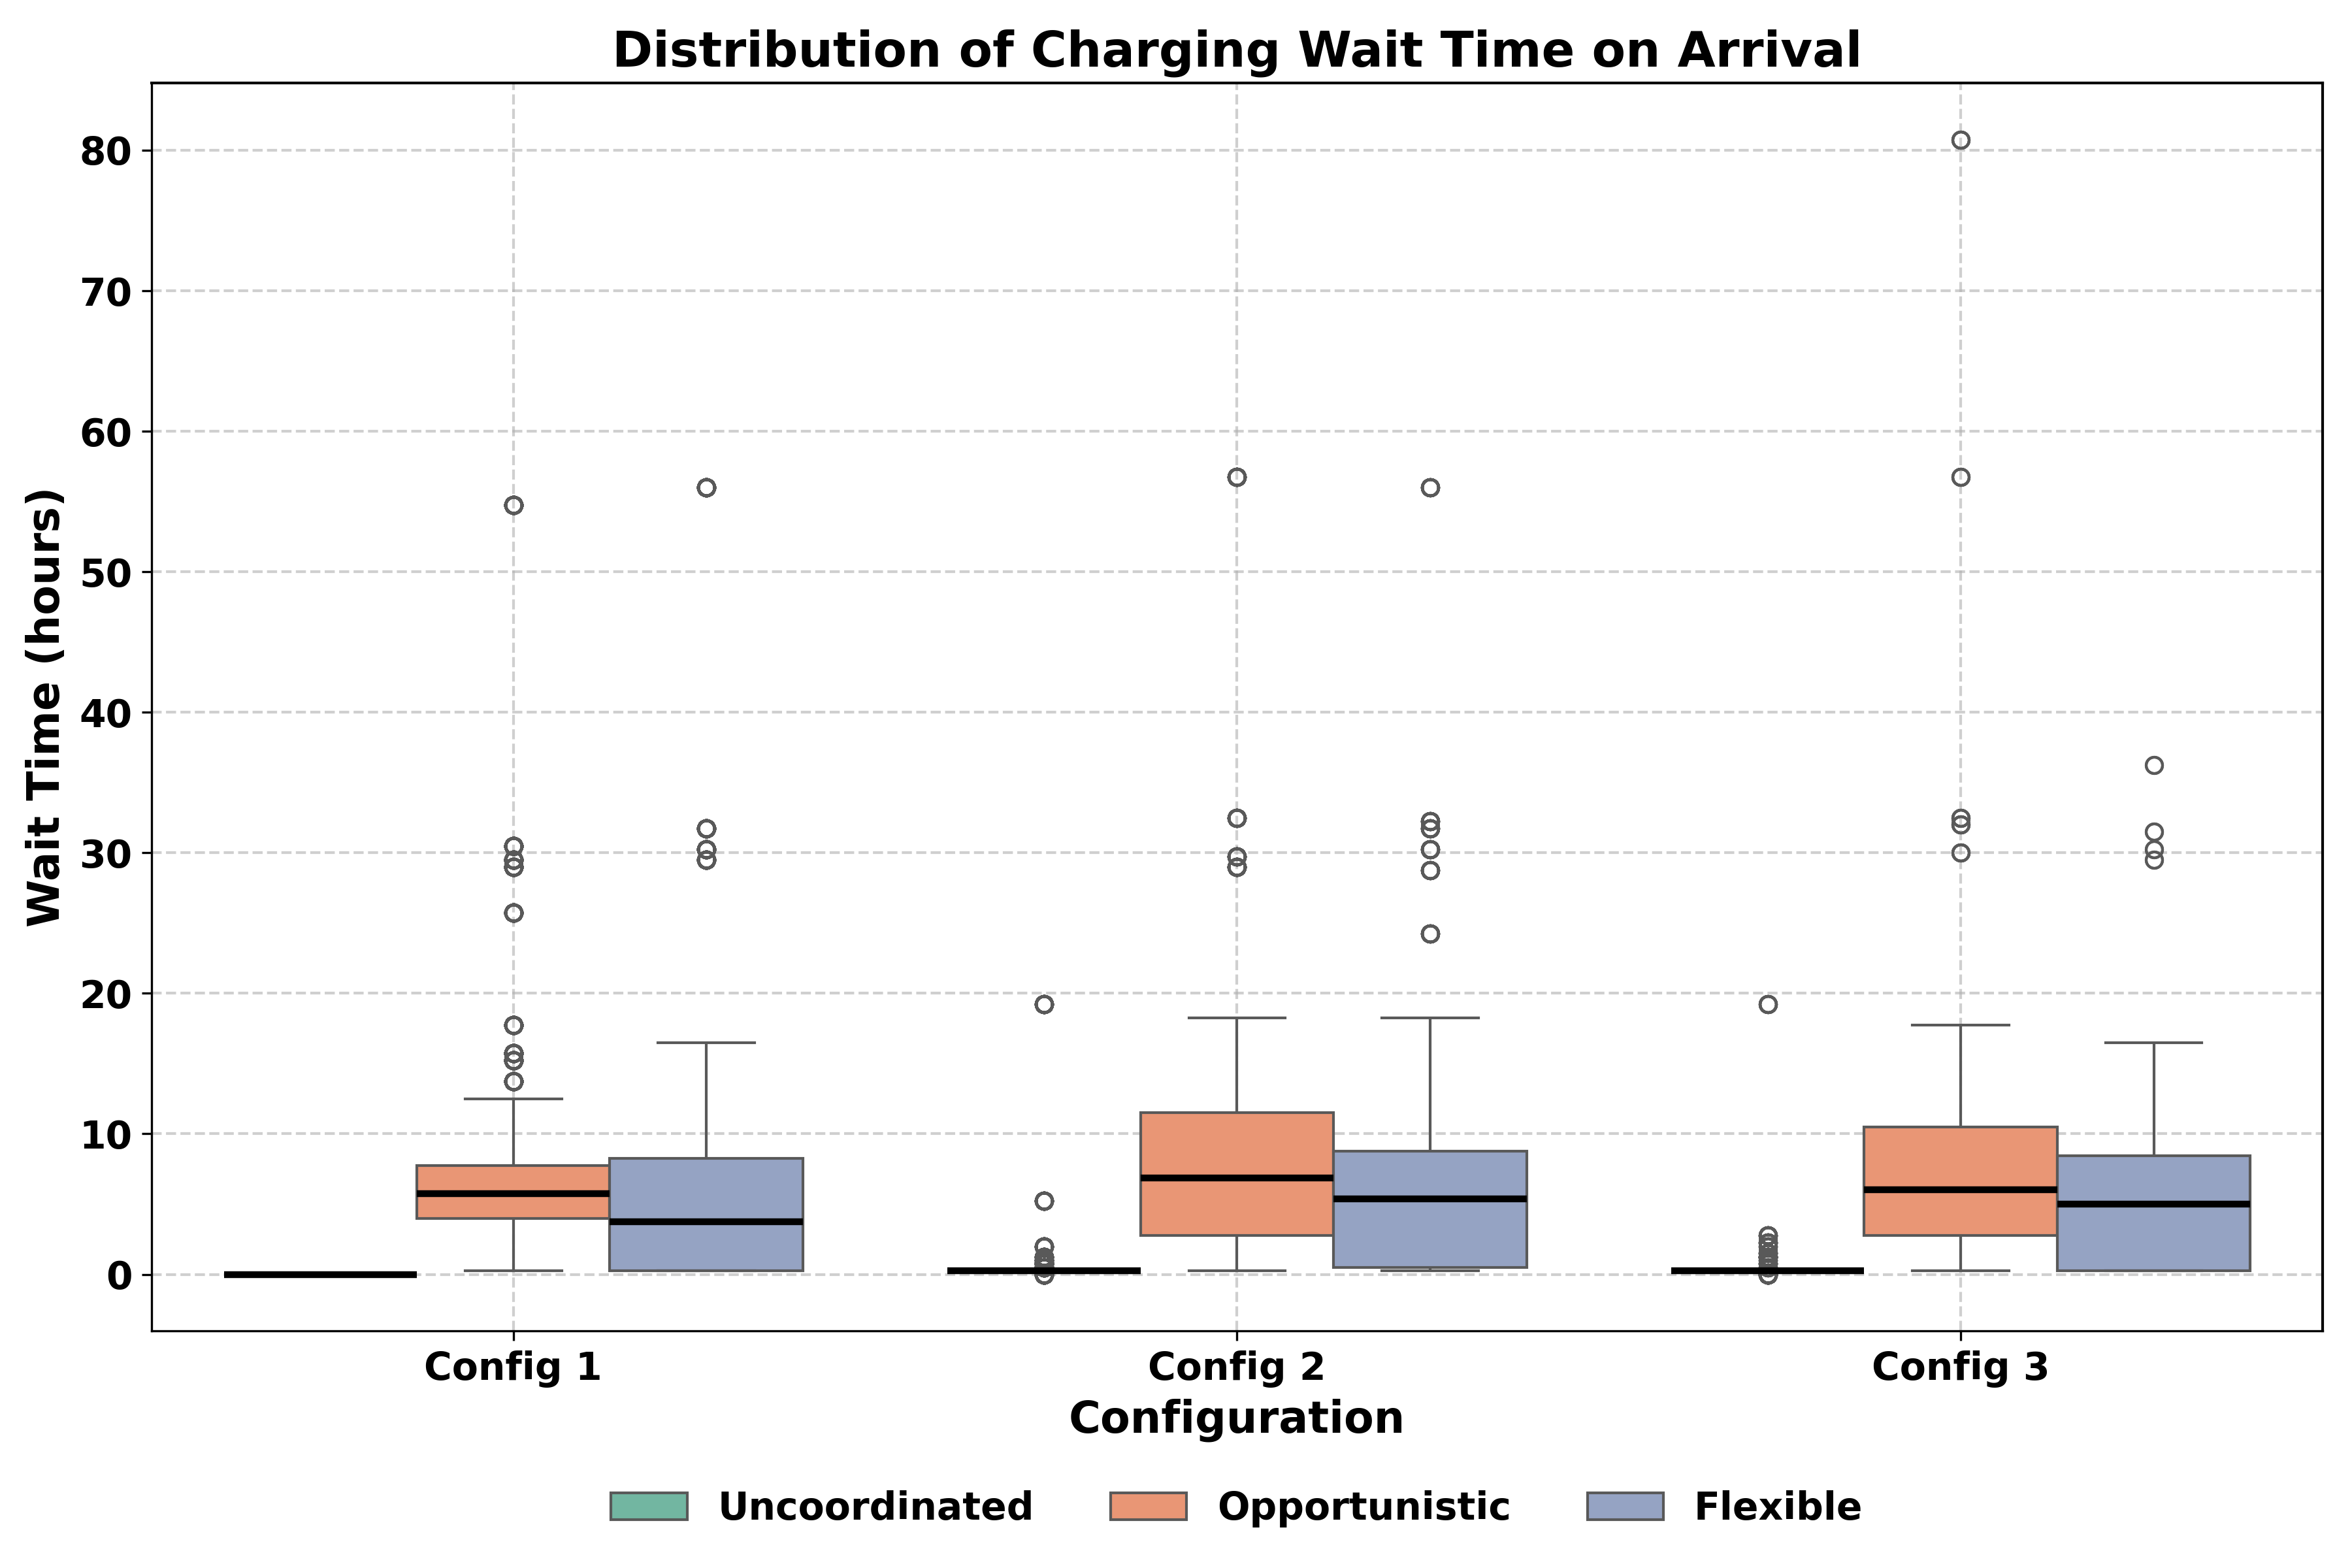 Distribution of Charging Wait Time on Arrival
Wait Time (hours)
80
70
60
50
40
30
20
10
0
Config 1
Config 2
Config 3
Configuration
Uncoordinated
Opportunistic
Flexible